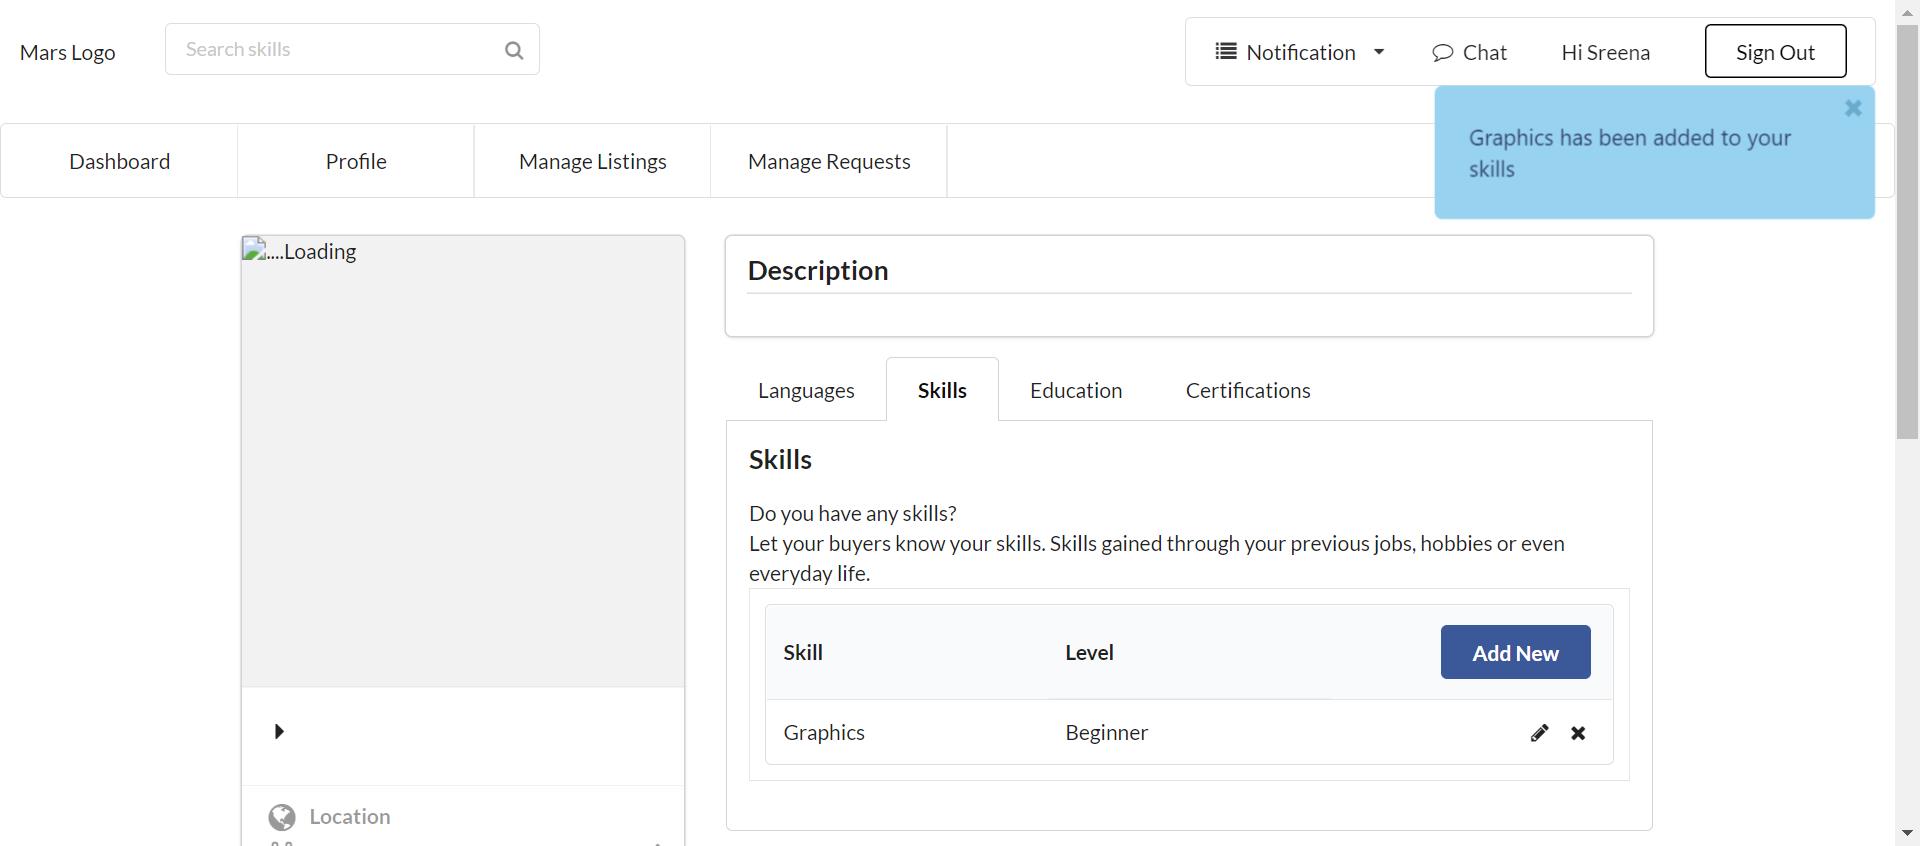 Mars Logo
Search skills
Notification
Chat
Hi Sreena
Sign Out
Graphics has been added to your
skills
Dashboard
Profile
Manage Listings
Manage Requests
....Loading
Description
Languages
Skills
Education
Certifications
Skills
Do you have any skills?
Let your buyers know your skills. Skills gained through your previous jobs, hobbies or even
everyday life.
Skill
Level
Add New
Graphics
Beginner
Location